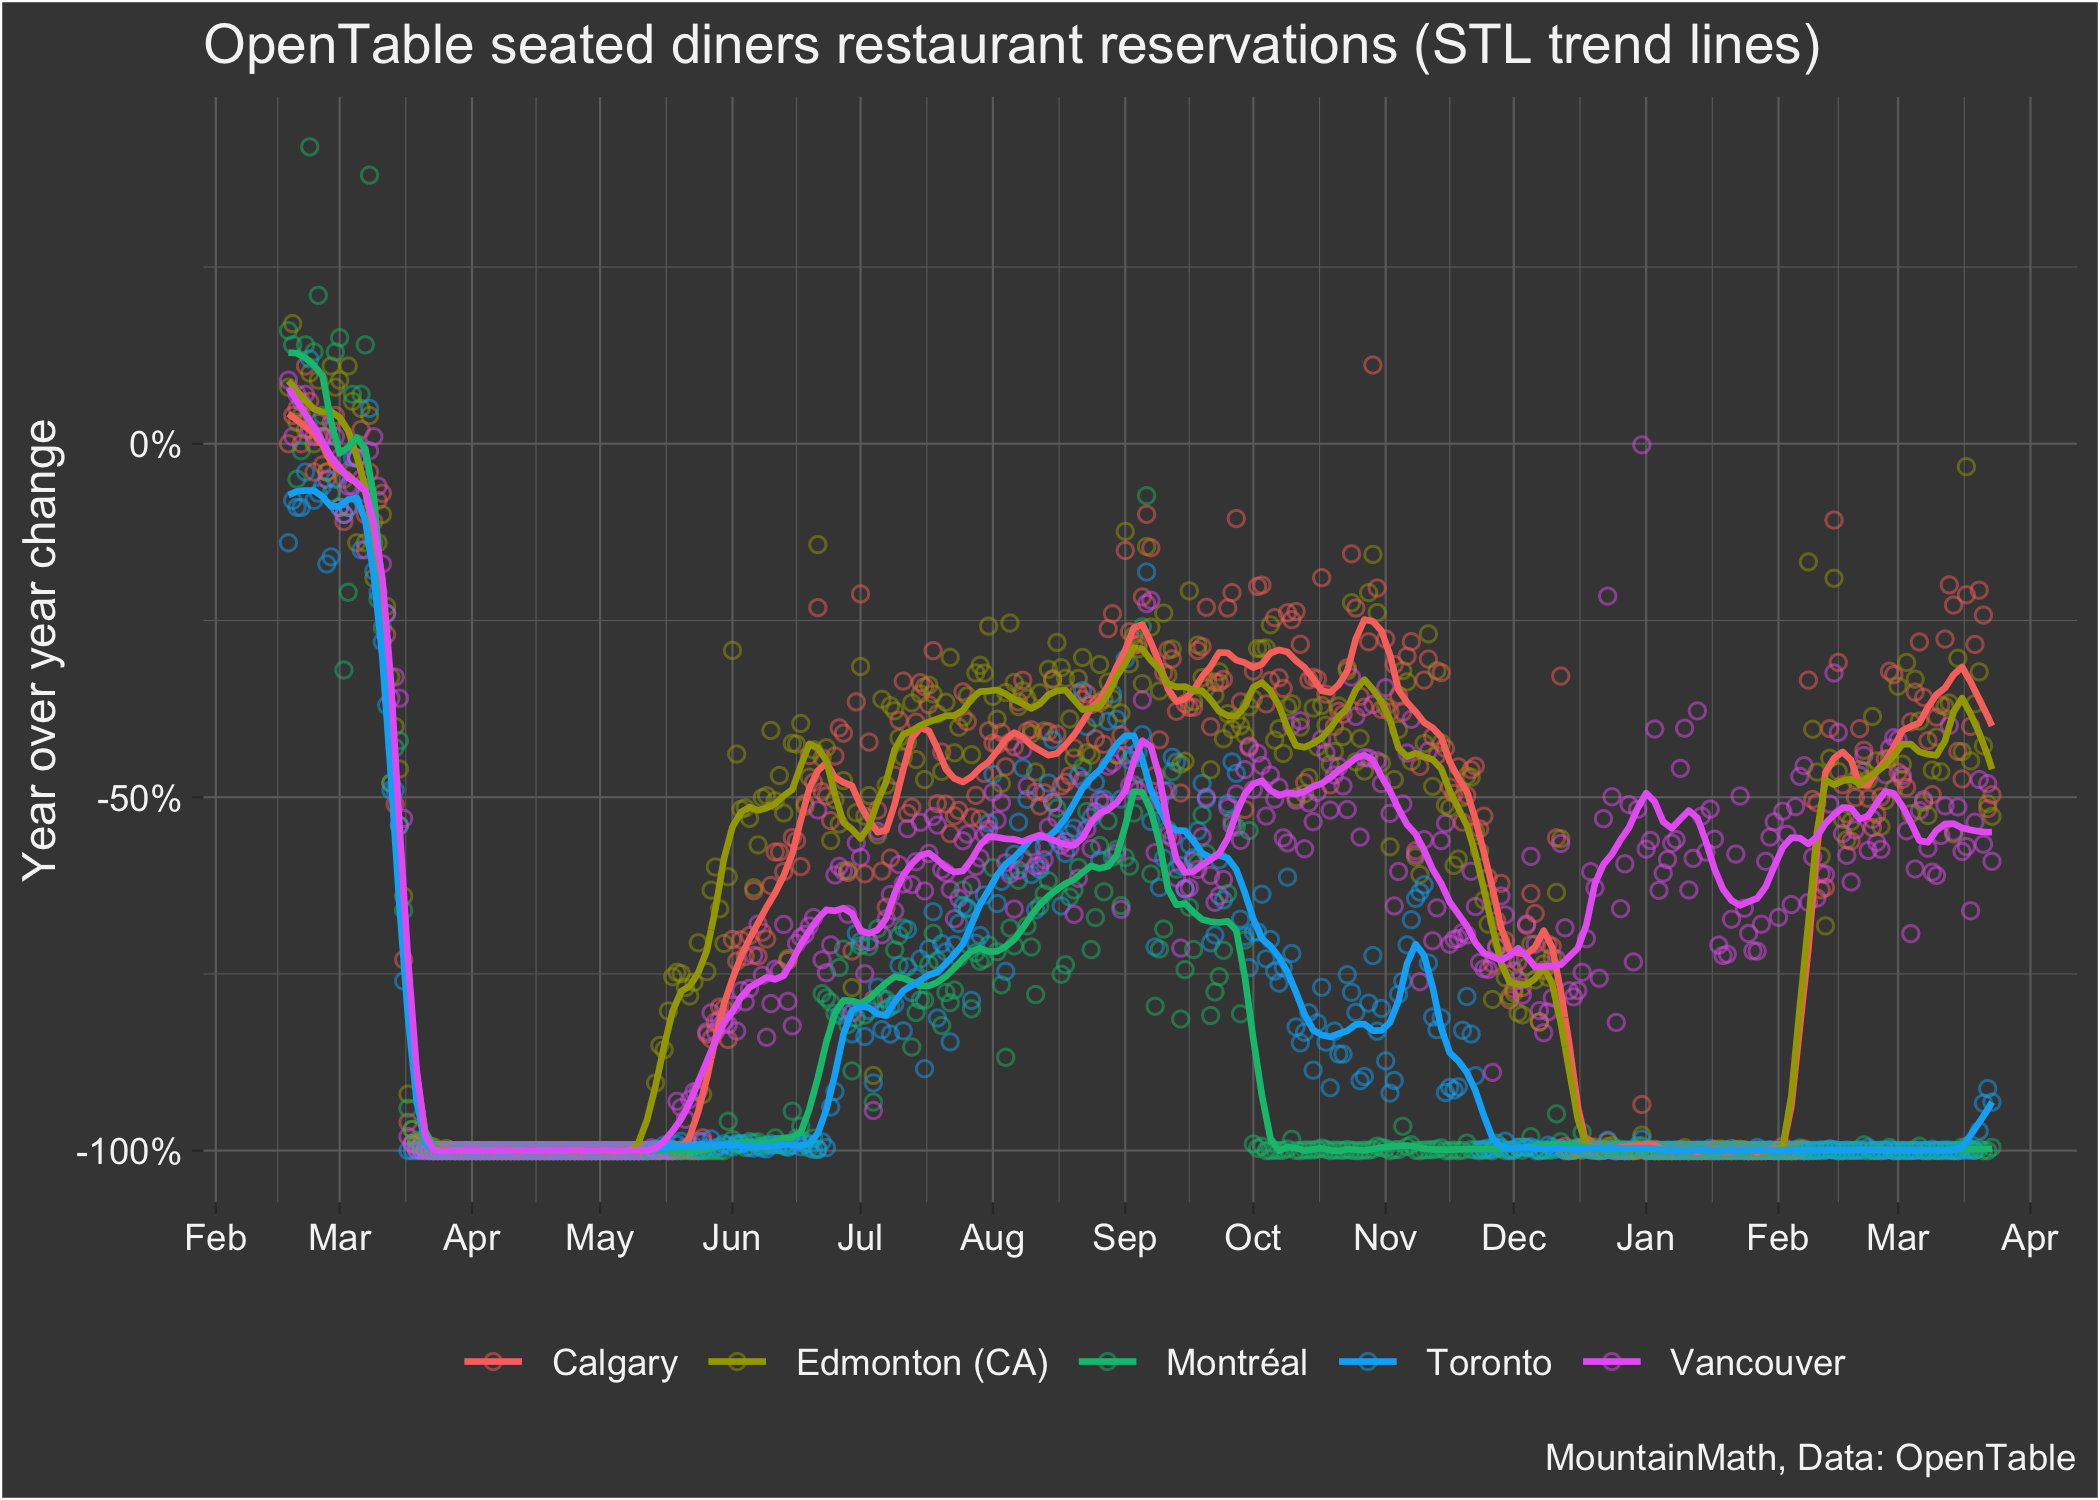 OpenTable seated diners restaurant reservations (STL trend lines)
Year over year change
0%
-50%
-100%
Feb Mar Apr May Jun Jul Aug Sep Oct Nov Dec Jan Feb Mar Apr
Calgary Edmonton (CA) Montréal Toronto Vancouver
MountainMath, Data: OpenTable